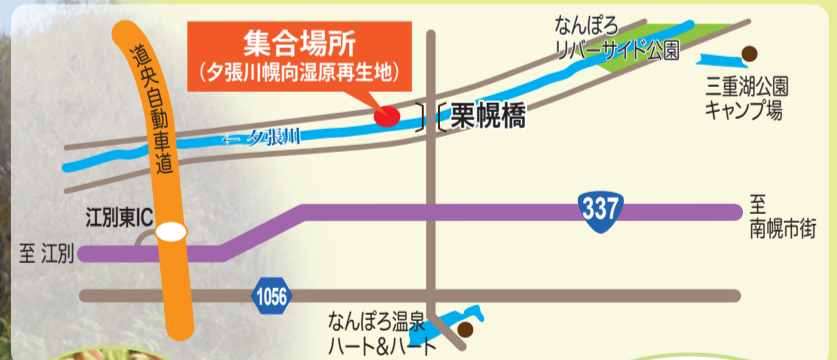 集合場所
(夕張川幌向湿原再生地)
道央自動車道
なんぽろ
リバーサイド公園
三重湖公園
キャンプ場
←夕張川
栗幌橋
江別東IC
至 江別
337
至
南幌市街
1056
なんぽろ温泉
ハート&ハート